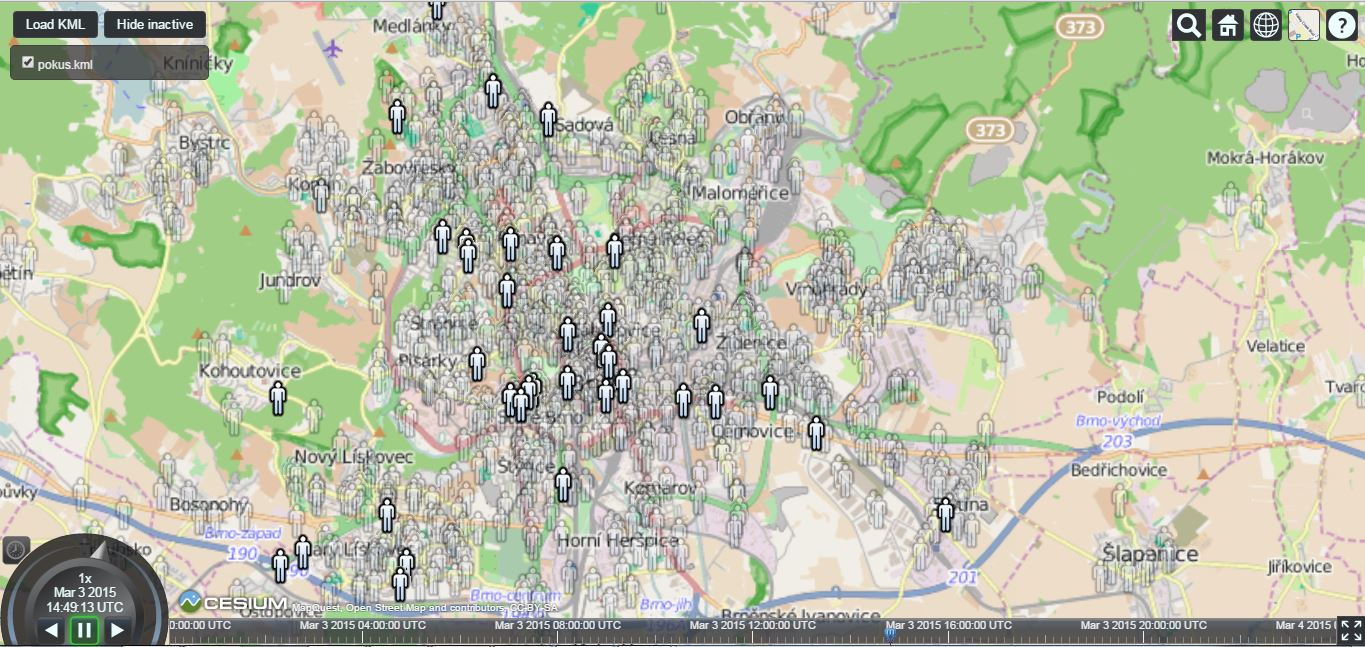 Load KML
Hide inactive
pokus.kml
Medlánky
373
?
Kníničky
Sadová
Lesná
Obřany
373
Bystrc
Žabovřesky
Maloměřice
Mokrá-Horákov
Jundrov
Vinohrady
Stránice
Židenice
Pisárky
Velatice
Kohoutovice
Podolí
Černovice
Brno-východ
203
Nový Lískovec
Štýřice
Bedřichovice
Komárov
Bosonohy
Brno-západ
190
Starý Lískovec
Horní Heršpice
Šlapanice
Jiříkovice
201
1x
Mar 3 2015
14:49:13 UTC
CESIUM
MapQuest, Open Street Map and contributors, CC-BY-SA
Brno-centrum
Brno-jih
196A
Brněnské Ivanovice
0:00:00 UTC
Mar 3 2015 04:00:00 UTC
Mar 3 2015 08:00:00 UTC
Mar 3 2015 12:00:00 UTC
Mar 3 2015 16:00:00 UTC
Mar 3 2015 20:00:00 UTC
Mar 4 2015